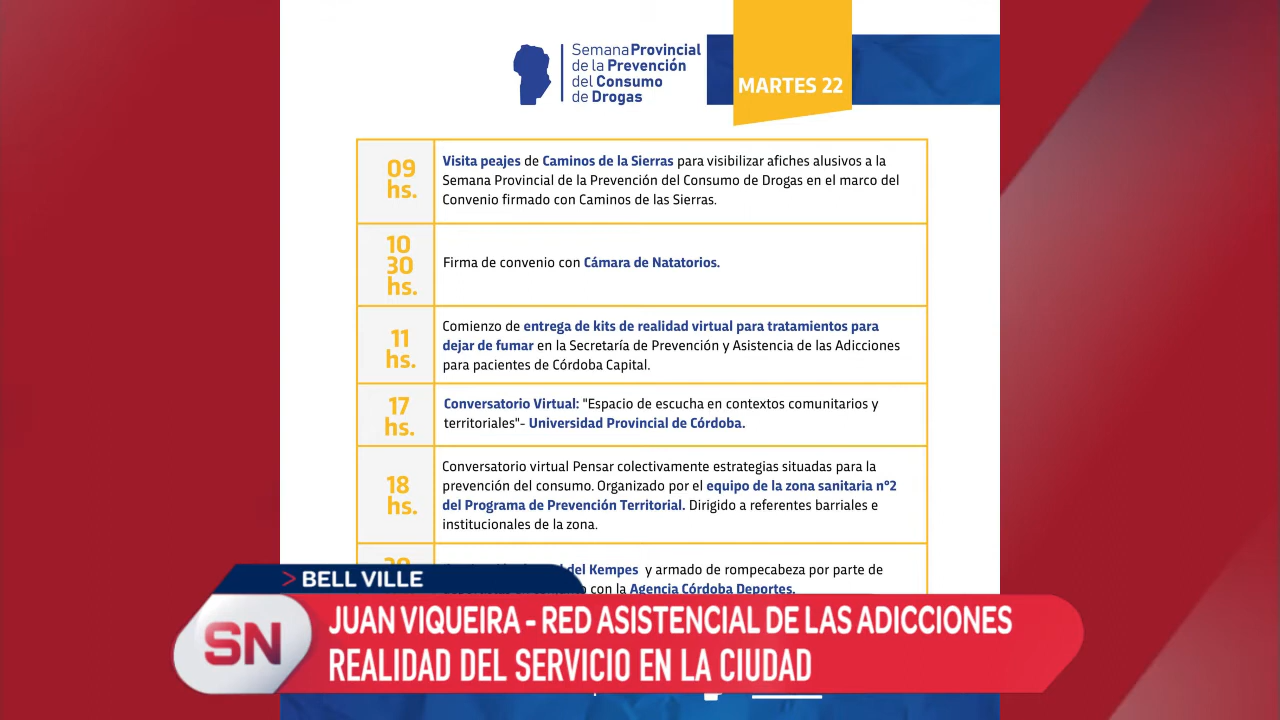 Semana Provincial
de la Prevención
del Consumo
de Drogas
MARTES 22
09
hs.
Visita peajes de Caminos de la Sierras para visibilizar afiches alusivos a la
Semana Provincial de la Prevención del Consumo de Drogas en el marco del
Convenio firmado con Caminos de las Sierras.
10
30
hs.
Firma de convenio con Cámara de Natatorios.
11
hs.
Comienzo de entrega de kits de realidad virtual para tratamientos para
dejar de fumar en la Secretaría de Prevención y Asistencia de las Adicciones
para pacientes de Córdoba Capital.
17
hs.
Conversatorio Virtual: "Espacio de escucha en contextos comunitarios y
territoriales"- Universidad Provincial de Córdoba.
18
hs.
Conversatorio virtual Pensar colectivamente estrategias situadas para la
prevención del consumo. Organizado por el equipo de la zona sanitaria nº2
del Programa de Prevención Territorial. Dirigido a referentes barriales e
institucionales de la zona.
del Kempes y armado de rompecabeza por parte de
con la Agencia Córdoba Deportes.
> BELL VILLE
SN
JUAN VIQUEIRA - RED ASISTENCIAL DE LAS ADICCIONES
REALIDAD DEL SERVICIO EN LA CIUDAD